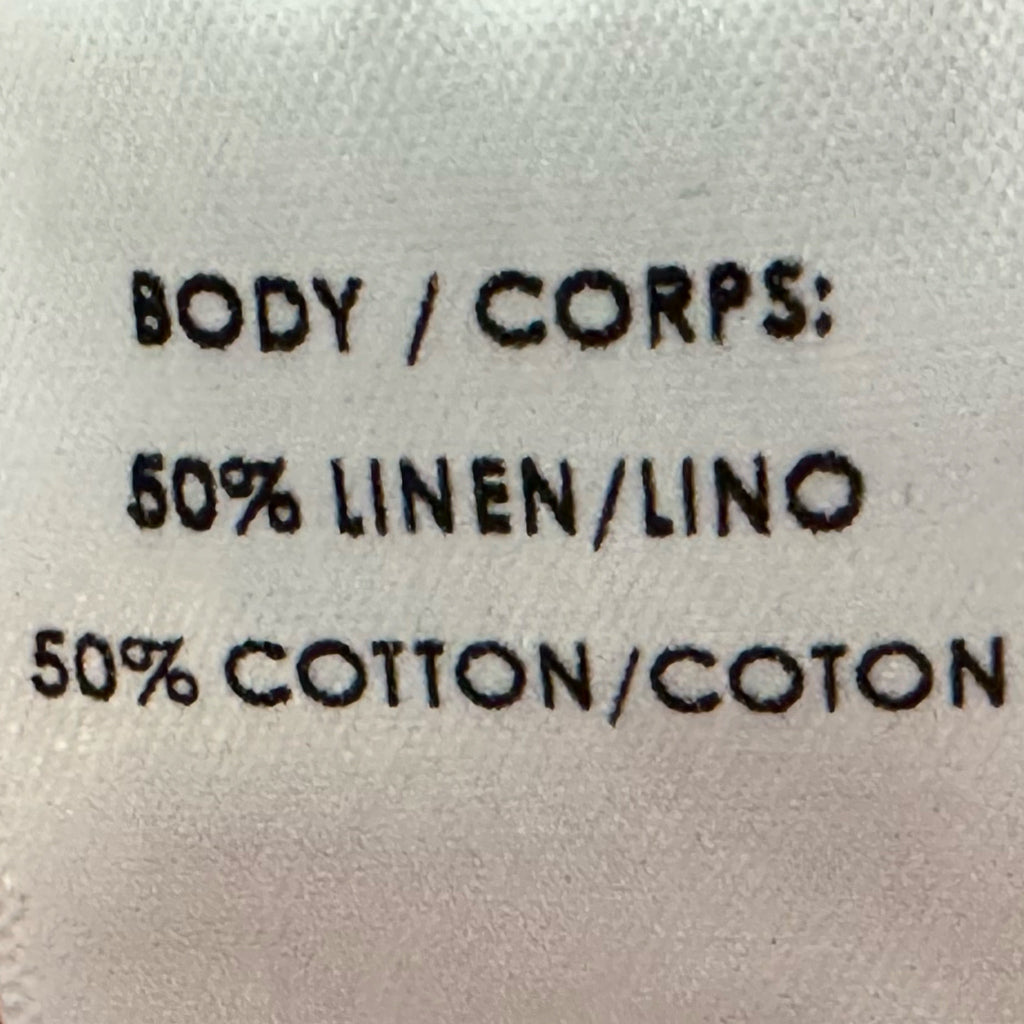 BODY / CORPS:
50% LINEN/LINO
50% COTTON/COTON